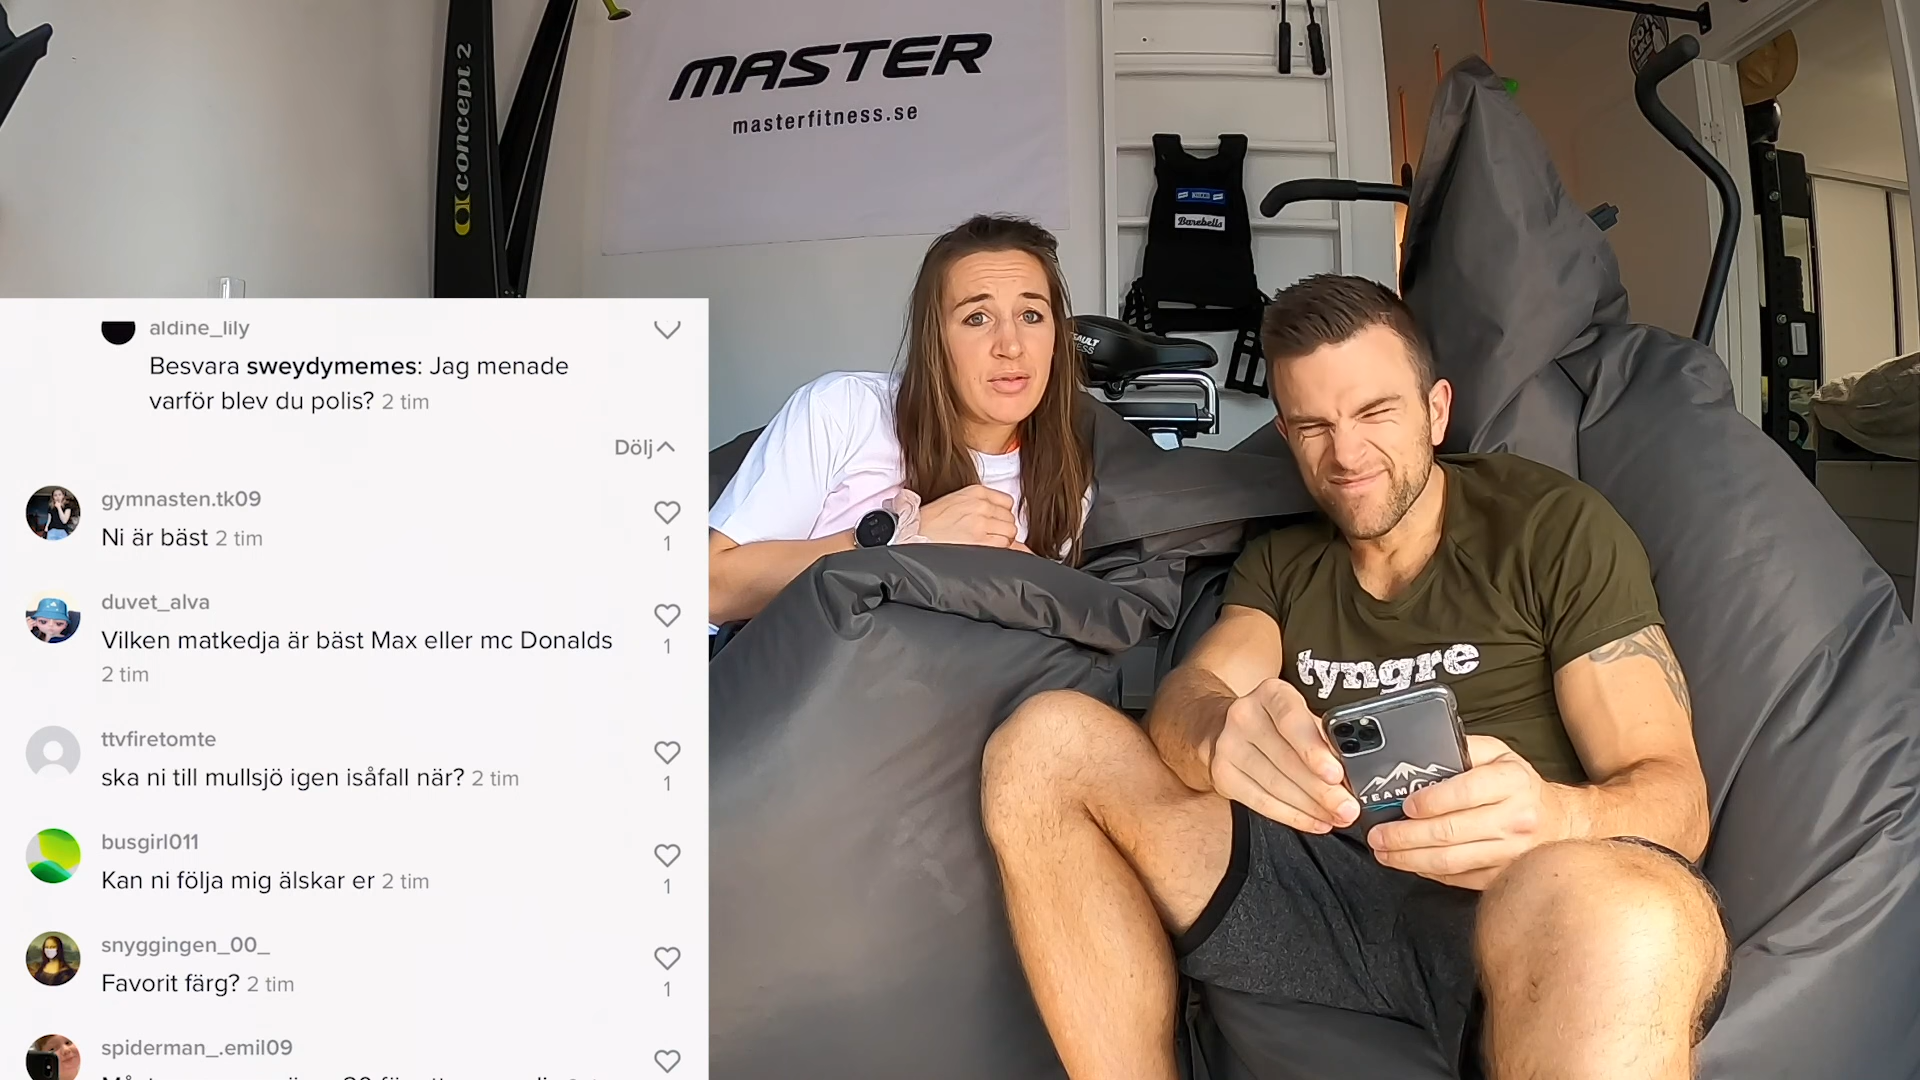 concept 2
MASTER
masterfitness.se
Barebells
tyngre
TEAM
aldine_lily
Besvara sweydymemes: Jag menade
varför blev du polis? 2 tim
Dölj
gymnasten.tk09
Ni är bäst 2 tim
1
duvet_alva
Vilken matkedja är bäst Max eller mc Donalds
1
2 tim
ttvfiretomte
ska ni till mullsjö igen isåfall när? 2 tim
1
busgirl011
Kan ni följa mig älskar er 2 tim
1
snyggingen_00_
Favorit färg? 2 tim
1
spiderman_.emil09